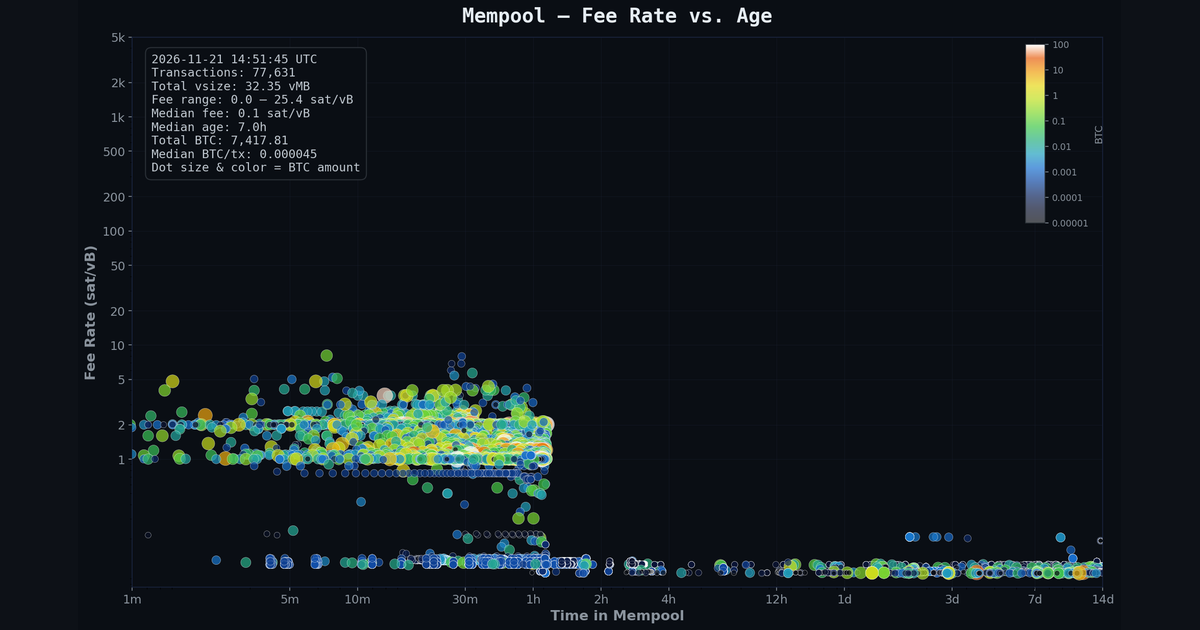 Mempool — Fee Rate vs. Age
2026-11-21 14:51:45 UTC
Transactions: 77,631
Total vsize: 32.35 vMB
Fee range: 0.0 — 25.4 sat/vB
Median fee: 0.1 sat/vB
Median age: 7.0h
Total BTC: 7,417.81
Median BTC/tx: 0.000045
Dot size & color = BTC amount
100
10
1
0.1
0.01
0.001
0.0001
0.00001
BTC
Fee Rate (sat/vB)
5k
2k
1k
500
200
100
50
20
10
5
2
1
1m 5m 10m 30m 1h 2h 4h 12h 1d 3d 7d 14d
Time in Mempool